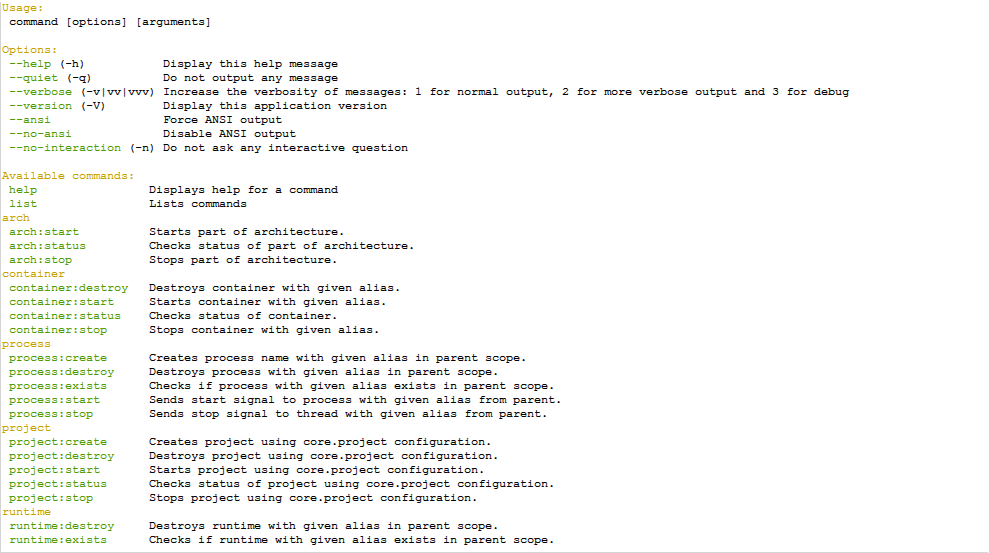 Usage:
command [options] [arguments]
Options:
--help (-h) Display this help message
--quiet (-q) Do not output any message
--verbose (-v|vv|vvv) Increase the verbosity of messages: 1 for normal output, 2 for more verbose output and 3 for debug
--version (-V) Display this application version
--ansi Force ANSI output
--no-ansi Disable ANSI output
--no-interaction (-n) Do not ask any interactive question
Available commands:
help Displays help for a command
list Lists commands
arch
arch:start Starts part of architecture.
arch:status Checks status of part of architecture.
arch:stop Stops part of architecture.
container
container:destroy Destroys container with given alias.
container:start Starts container with given alias.
container:status Checks status of container.
container:stop Stops container with given alias.
process
process:create Creates process name with given alias in parent scope.
process:destroy Destroys process with given alias in parent scope.
process:exists Checks if process with given alias exists in parent scope.
process:start Sends start signal to process with given alias from parent.
process:stop Sends stop signal to thread with given alias from parent.
project
project:create Creates project using core.project configuration.
project:destroy Destroys project using core.project configuration.
project:start Starts project using core.project configuration.
project:status Checks status of project using core.project configuration.
project:stop Stops project using core.project configuration.
runtime
runtime:destroy Destroys runtime with given alias in parent scope.
runtime:exists Checks if runtime with given alias exists in parent scope.